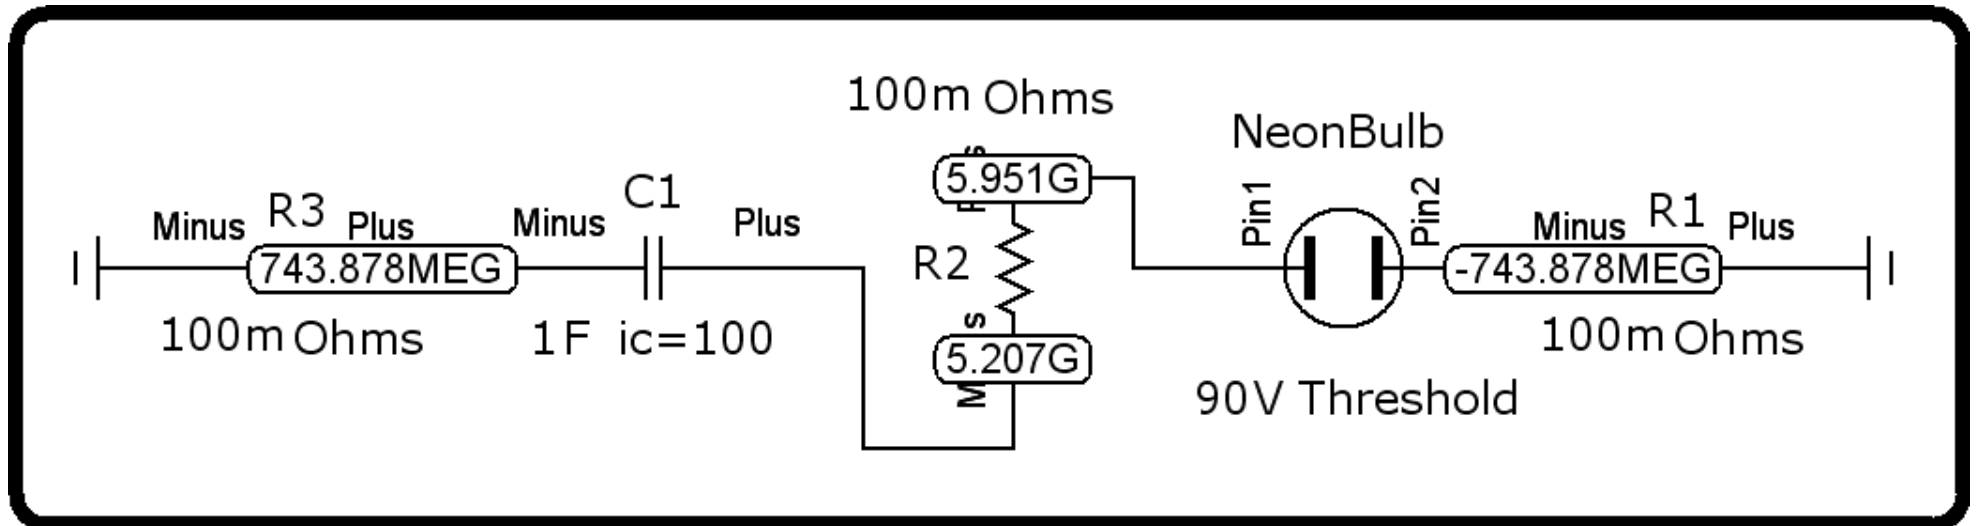 100m Ohms
NeonBulb
5.951G
Pin1
Pin2
R3
C1
R1
Minus
Plus
Minus
Plus
Minus
Plus
743.878MEG
R2
-743.878MEG
100m Ohms
1F ic=100
5.207G
100m Ohms
90V Threshold